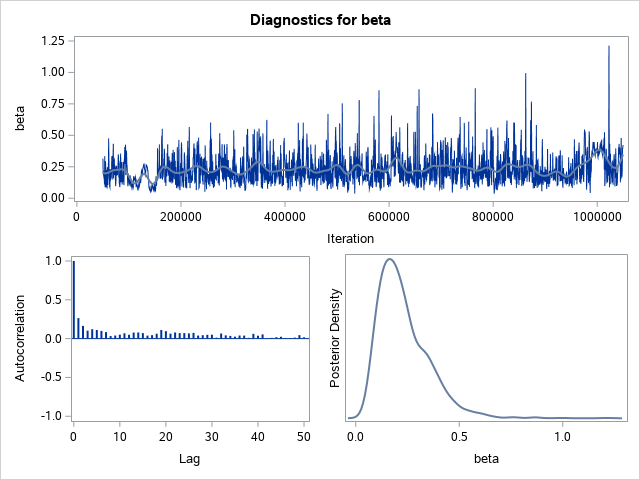 Diagnostics for beta
1.25
1.00
0.75
0.50
0.25
0.00
beta
0 200000 400000 600000 800000 1000000
Iteration
1.0
0.5
0.0
-0.5
-1.0
Autocorrelation
0 10 20 30 40 50
Lag
Posterior Density
0.0 0.5 1.0
beta